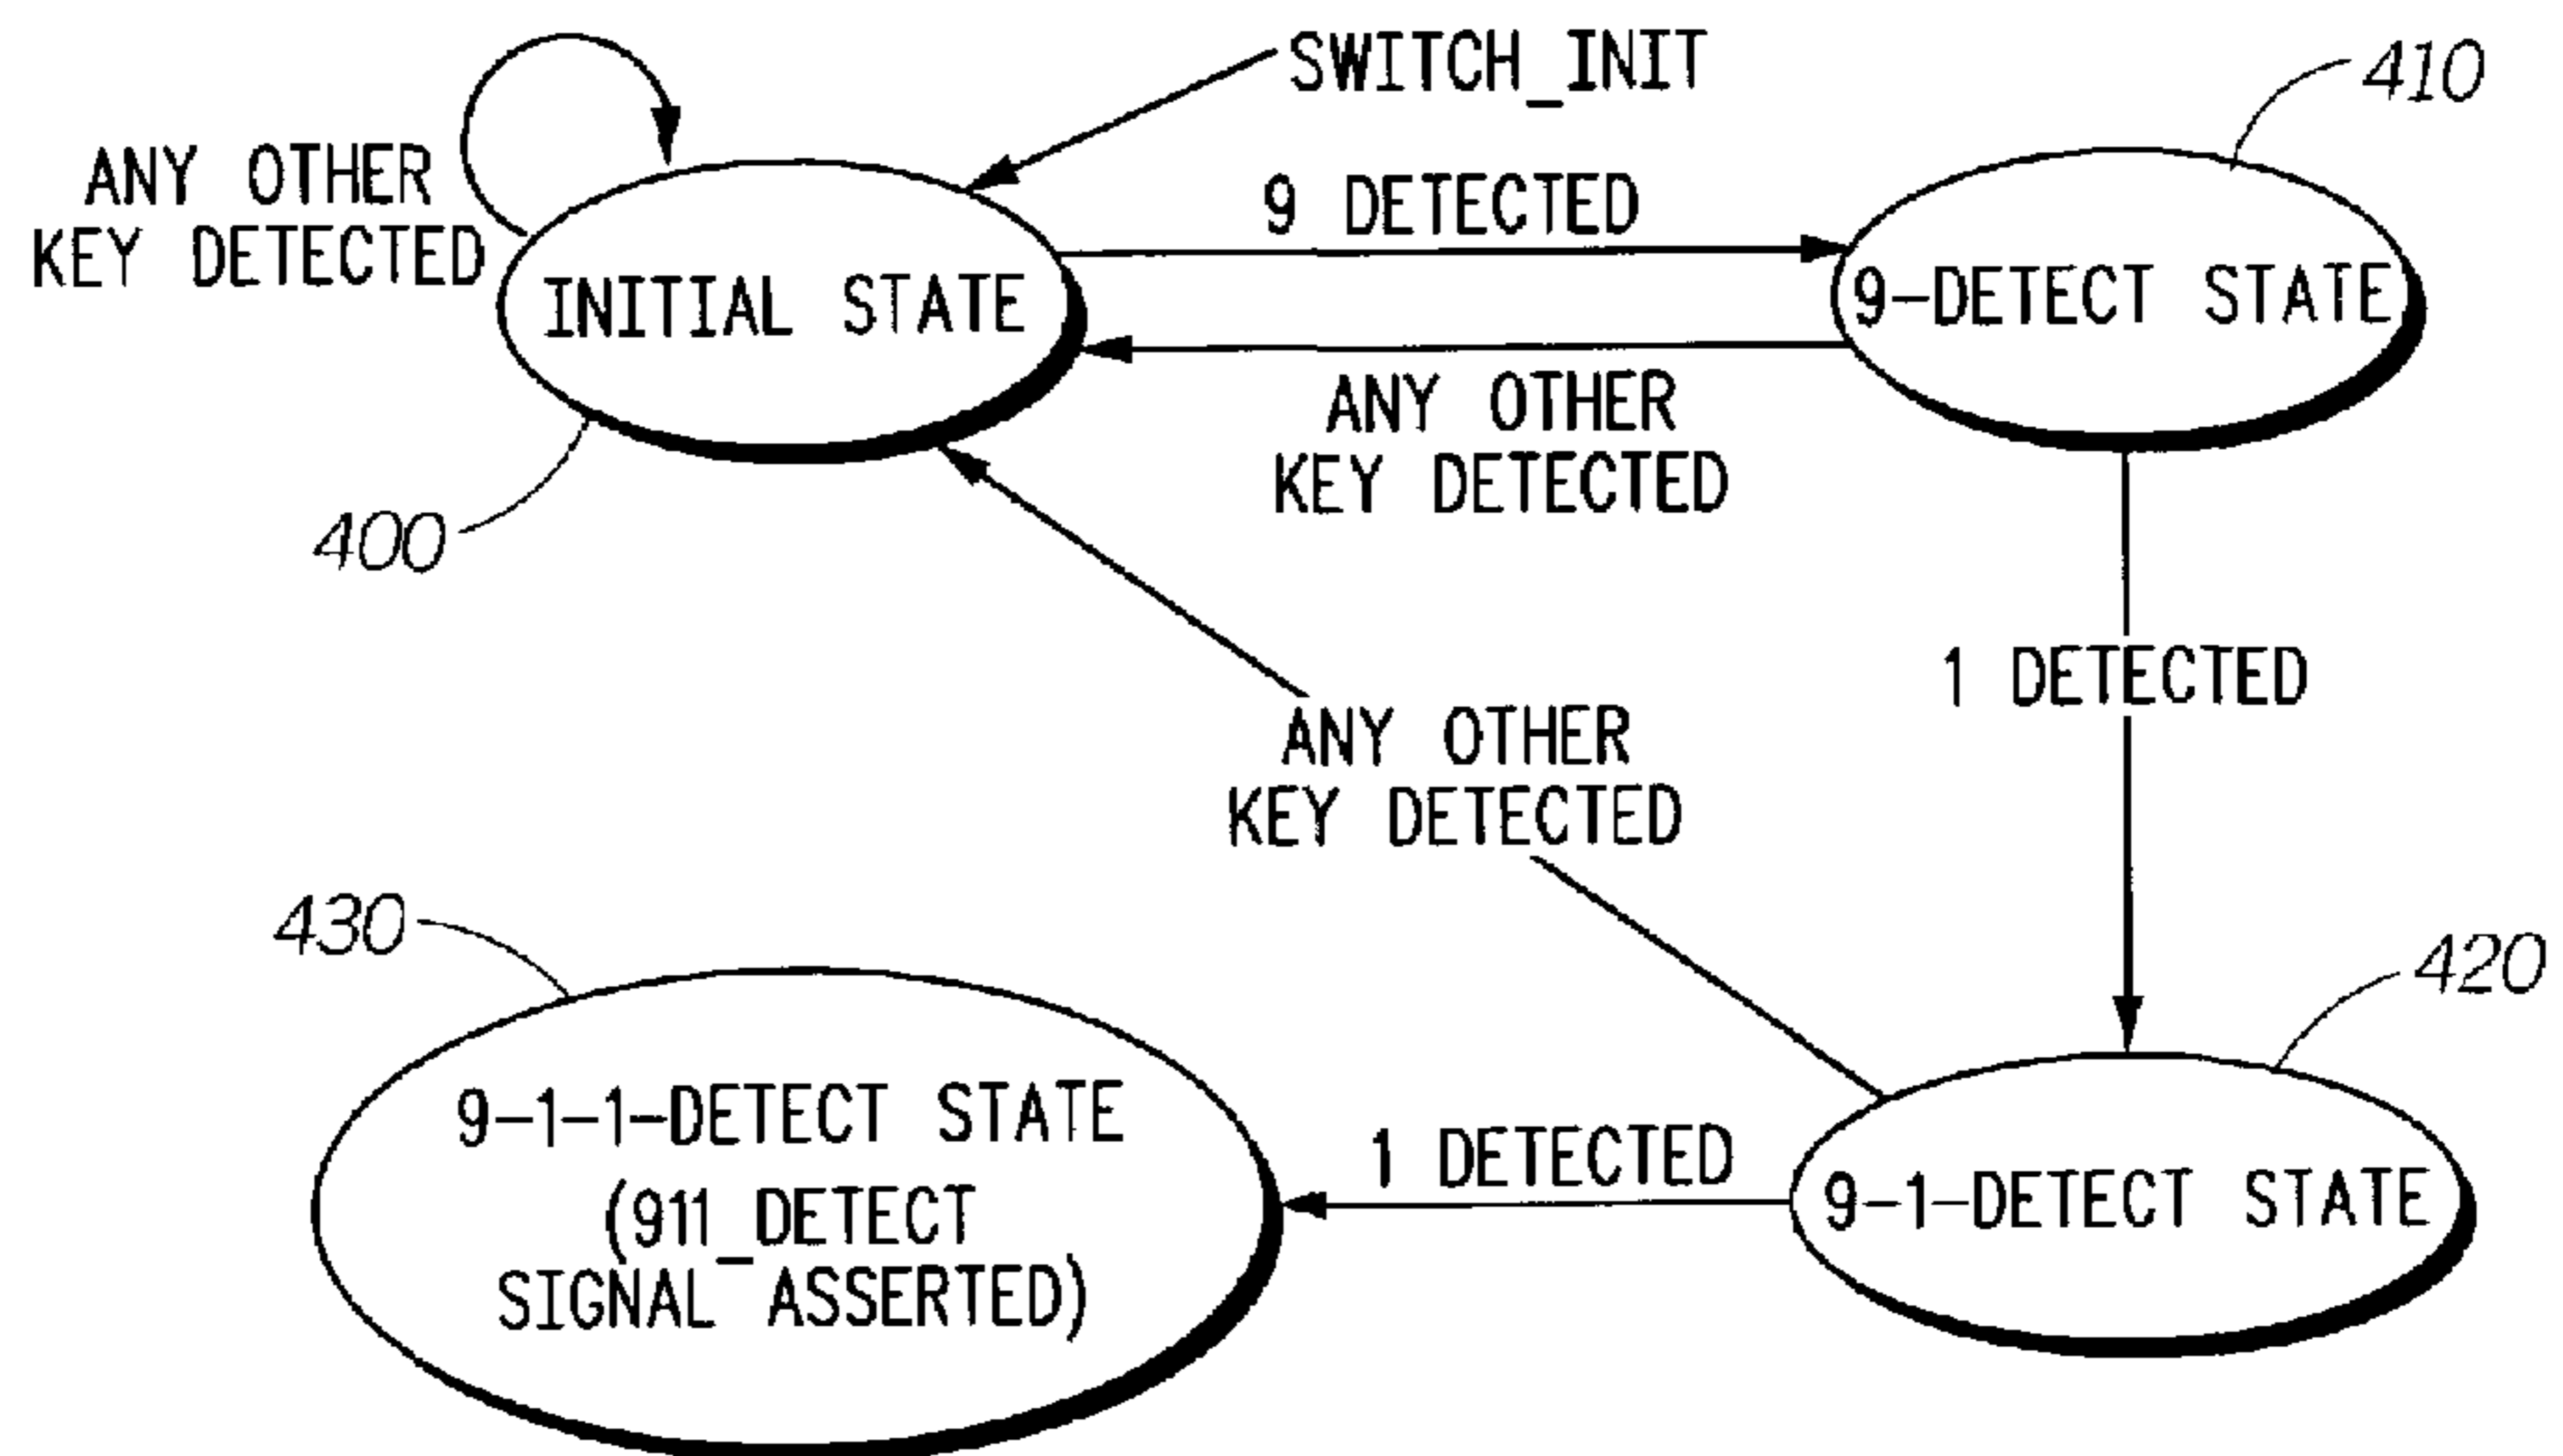 SWITCH_INIT
410
ANY OTHER
KEY DETECTED
9 DETECTED
INITIAL STATE
9-DETECT STATE
ANY OTHER
KEY DETECTED
400
1 DETECTED
ANY OTHER
KEY DETECTED
430
420
9-1-1-DETECT STATE
(911_DETECT
SIGNAL ASSERTED)
1 DETECTED
9-1-DETECT STATE